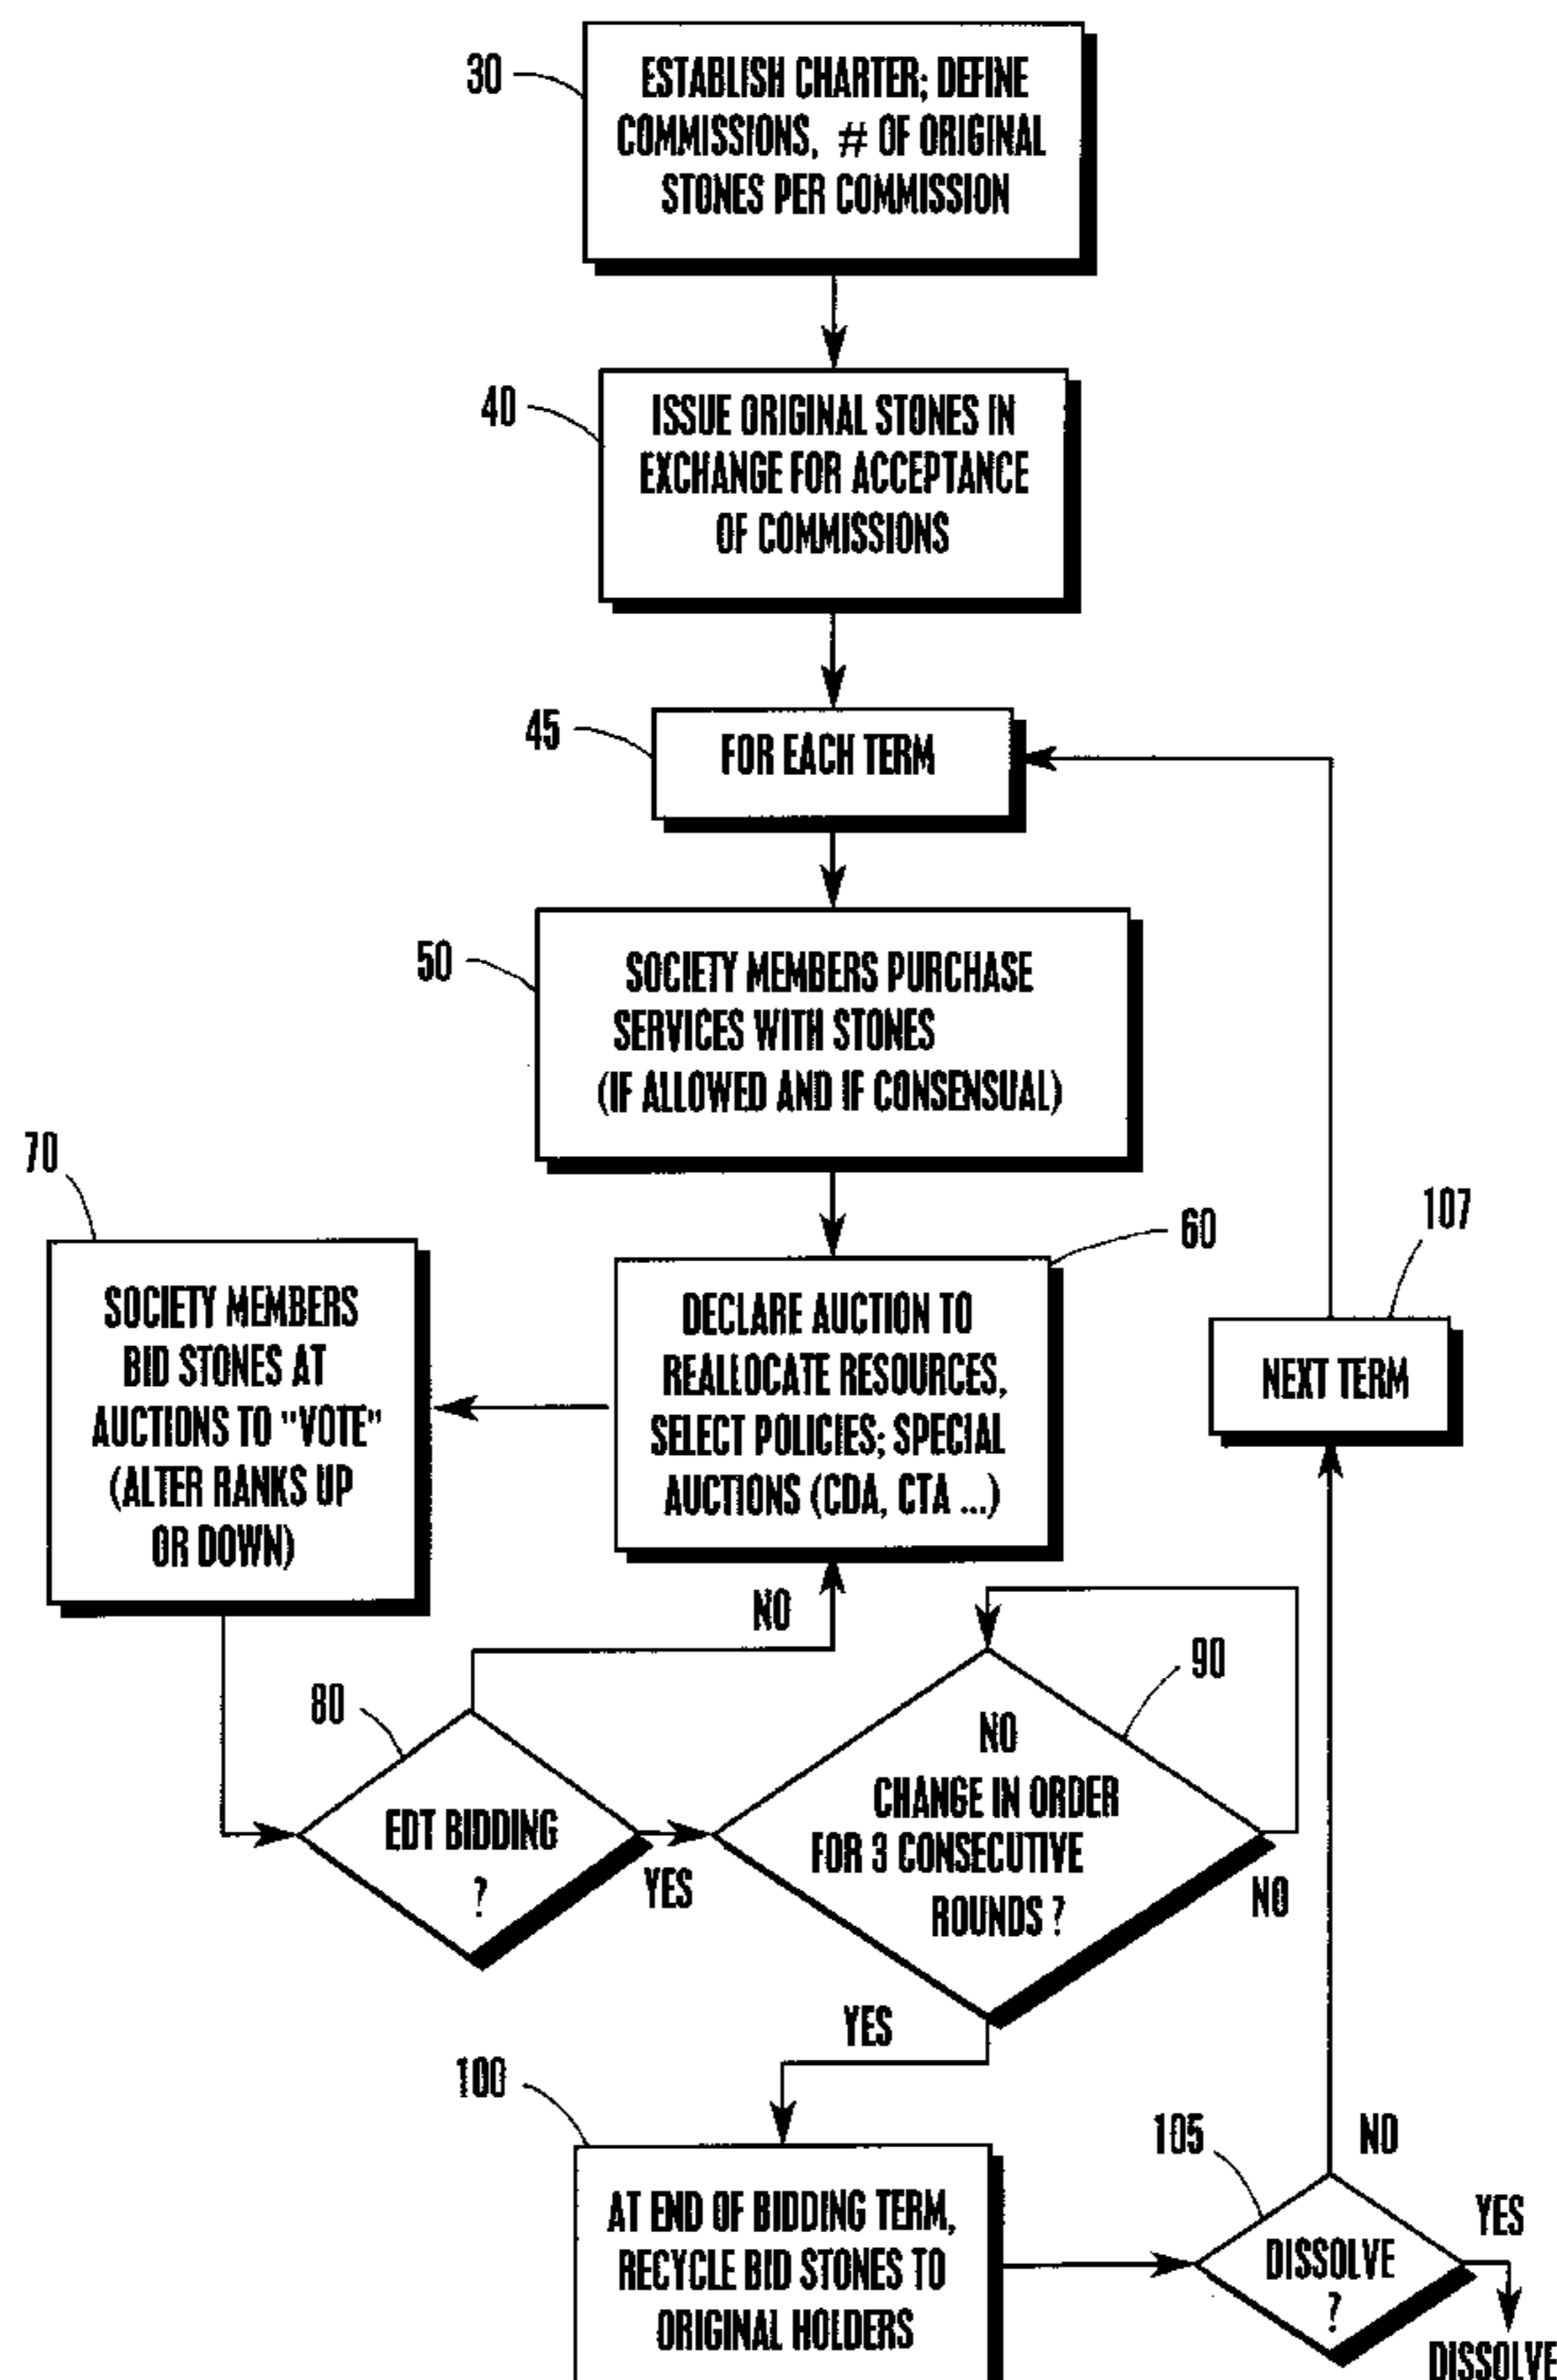 30
ESTABLISH CHARTER; DEFINE
COMMISSIONS, # OF ORIGINAL
STONES PER COMMISSION
40
ISSUE ORIGINAL STONES IN
EXCHANGE FOR ACCEPTANCE
OF COMMISSIONS
45
FOR EACH TERM
50
SOCIETY MEMBERS PURCHASE
SERVICES WITH STONES
(IF ALLOWED AND IF CONSENSUAL)
70
SOCIETY MEMBERS
BID STONES AT
AUCTIONS TO "VOTE"
(ALTER RANKS UP
OR DOWN)
60
DECLARE AUCTION TO
REALLOCATE RESOURCES,
SELECT POLICIES; SPECIAL
AUCTIONS (CDA, CTA ...)
107
NEXT TERM
NO
80
EDT BIDDING
?
YES
90
NO
CHANGE IN ORDER
FOR 3 CONSECUTIVE
ROUNDS ?
NO
YES
100
AT END OF BIDDING TERM,
RECYCLE BID STONES TO
ORIGINAL HOLDERS
105
NO
DISSOLVE
?
YES
DISSOLVE